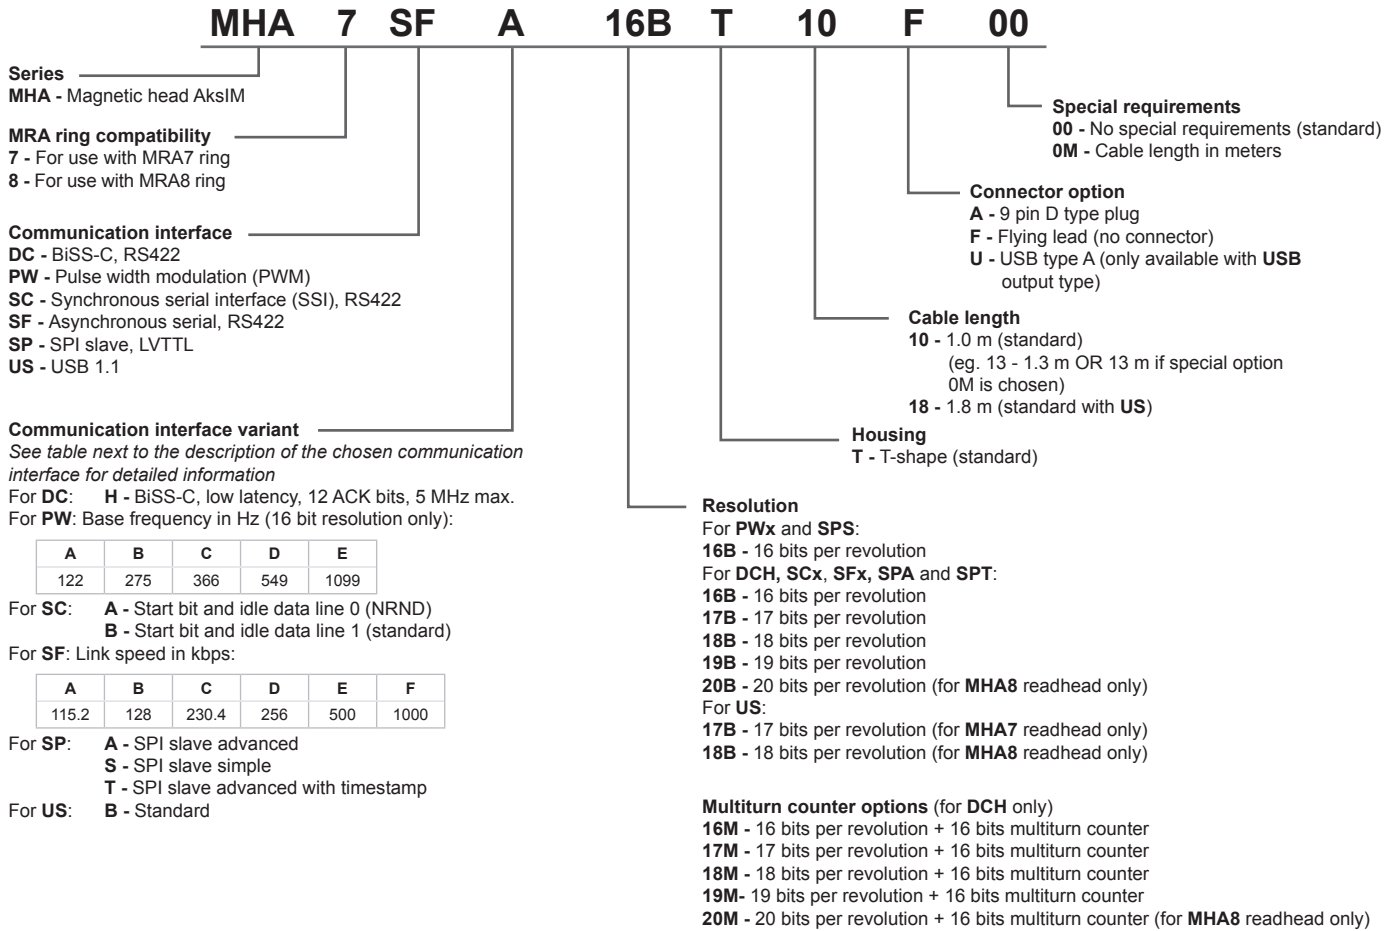 MHA 7 SF A 16B T 10 F 00
Series
MHA - Magnetic head AksIM
MRA ring compatibility
7 - For use with MRA7 ring
8 - For use with MRA8 ring
Communication interface
DC - BiSS-C, RS422
PW - Pulse width modulation (PWM)
SC - Synchronous serial interface (SSI), RS422
SF - Asynchronous serial, RS422
SP - SPI slave, LVTTL
US - USB 1.1
Communication interface variant
See table next to the description of the chosen communication
interface for detailed information
For DC: H - BiSS-C, low latency, 12 ACK bits, 5 MHz max.
For PW: Base frequency in Hz (16 bit resolution only):
A B C D E
122 275 366 549 1099
For SC: A - Start bit and idle data line 0 (NRND)
B - Start bit and idle data line 1 (standard)
For SF: Link speed in kbps:
A B C D E F
115.2 128 230.4 256 500 1000
For SP: A - SPI slave advanced
S - SPI slave simple
T - SPI slave advanced with timestamp
For US: B - Standard
Special requirements
00 - No special requirements (standard)
0M - Cable length in meters
Connector option
A - 9 pin D type plug
F - Flying lead (no connector)
U - USB type A (only available with USB
output type)
Cable length
10 - 1.0 m (standard)
(eg. 13 - 1.3 m OR 13 m if special option
0M is chosen)
18 - 1.8 m (standard with US)
Housing
T - T-shape (standard)
Resolution
For PWx and SPS:
16B - 16 bits per revolution
For DCH, SCx, SFx, SPA and SPT:
16B - 16 bits per revolution
17B - 17 bits per revolution
18B - 18 bits per revolution
19B - 19 bits per revolution
20B - 20 bits per revolution (for MHA8 readhead only)
For US:
17B - 17 bits per revolution (for MHA7 readhead only)
18B - 18 bits per revolution (for MHA8 readhead only)
Multiturn counter options (for DCH only)
16M - 16 bits per revolution + 16 bits multiturn counter
17M - 17 bits per revolution + 16 bits multiturn counter
18M - 18 bits per revolution + 16 bits multiturn counter
19M- 19 bits per revolution + 16 bits multiturn counter
20M - 20 bits per revolution + 16 bits multiturn counter (for MHA8 readhead only)